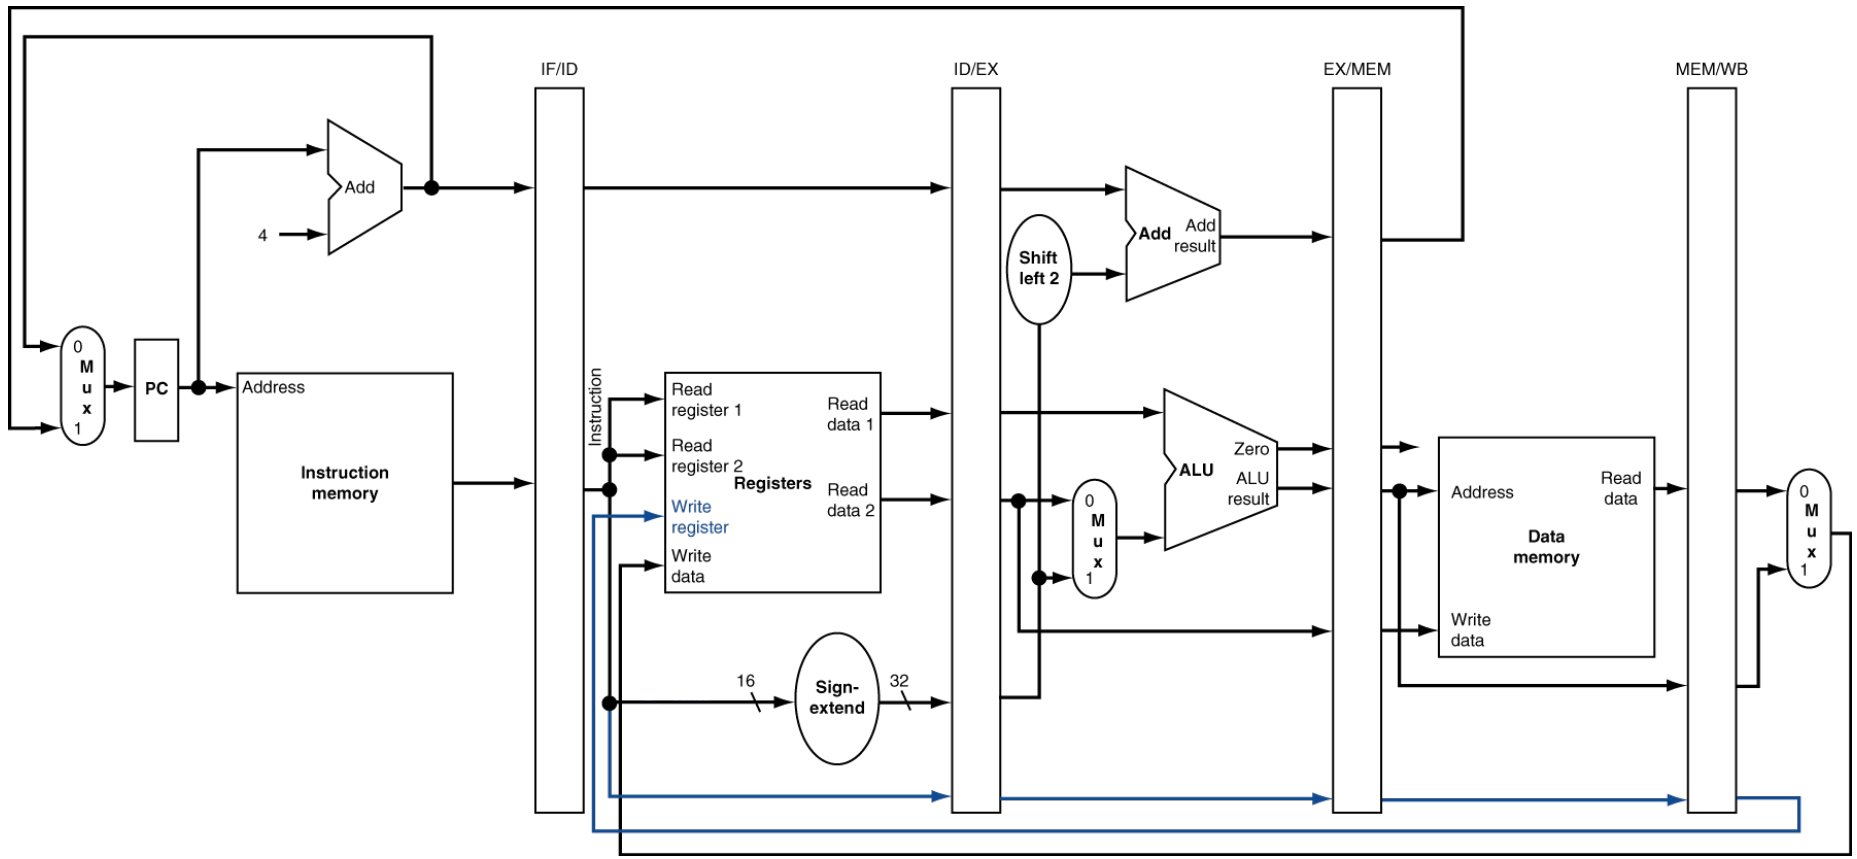 IF/ID
ID/EX
EX/MEM
MEM/WB
Add
4
Add
Add
result
Shift
left 2
0
M
u
x
1
PC
Address
Instruction
memory
Instruction
Read
register 1
Read
register 2
Write
register
Write
data
Registers
Read
data 1
Read
data 2
16
Sign-
extend
32
0
M
u
x
1
Zero
ALU
ALU
result
Address
Read
data
Data
memory
Write
data
0
M
u
x
1